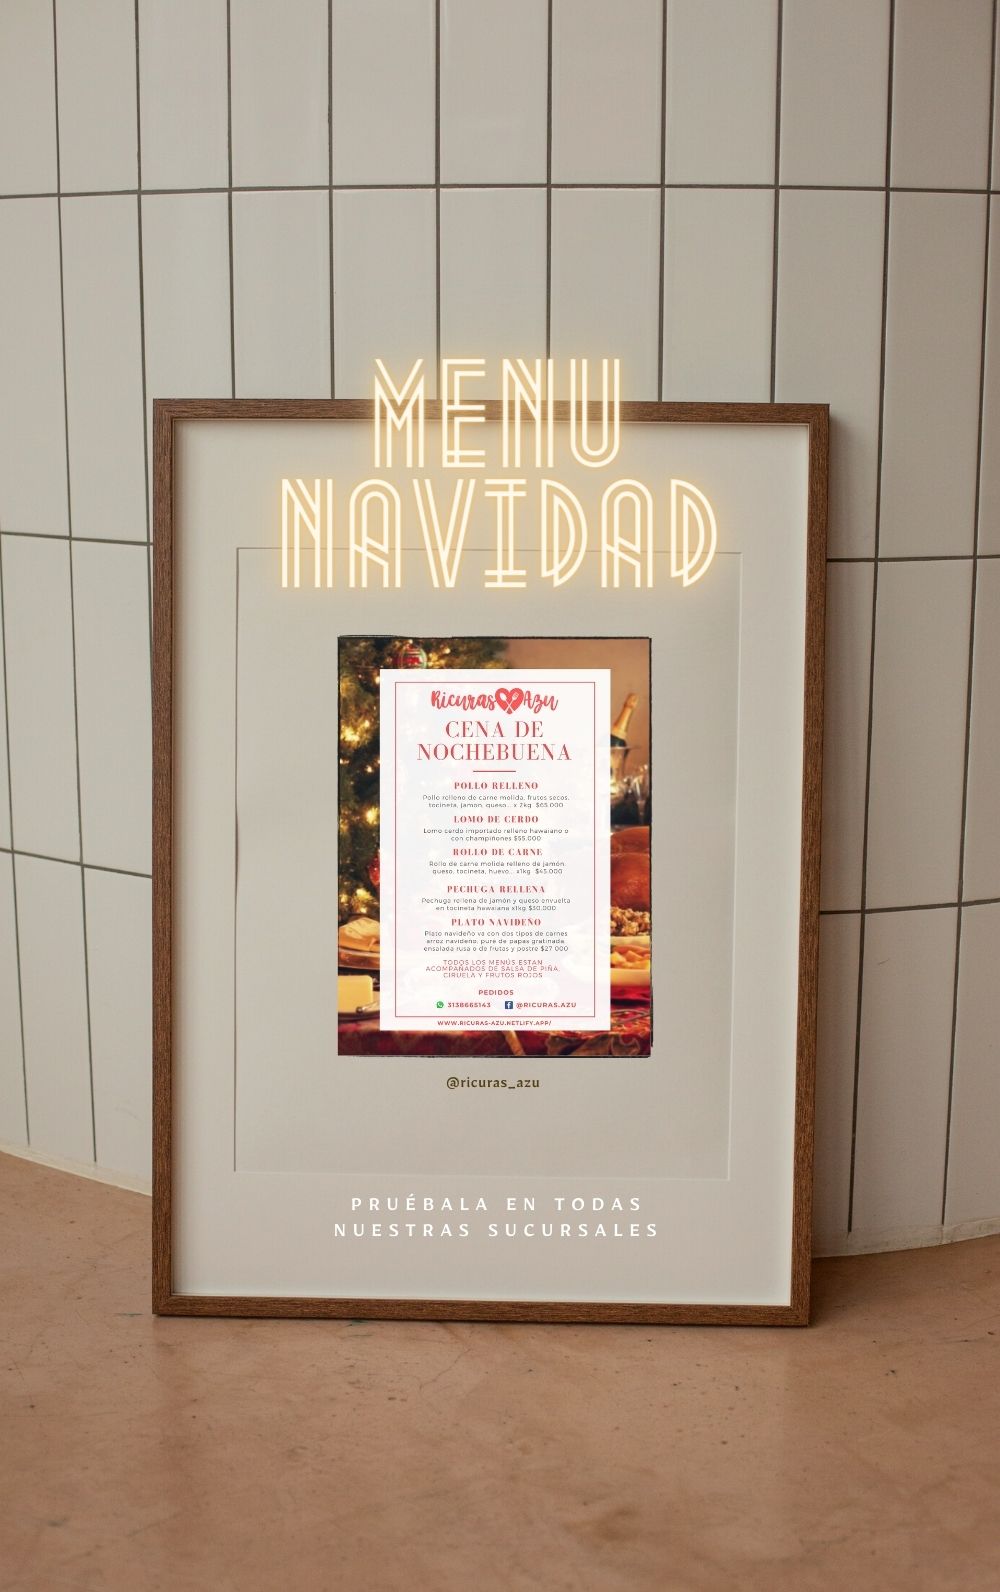 MENU
NAVIDAD
Ricuras Azu
CENA DE
NOCHEBUENA
POLLO RELLENO
Pollo relleno de carne molida, frutos secos,
tocineta, jamon, queso... x 2kg $65.000
LOMO DE CERDO
Lomo cerdo importado relleno hawaiano o
con champiñones $55.000
ROLLO DE CARNE
Rollo de carne molida relleno de jamón,
queso, tocineta, huevo... x1kg $45.000
PECHUGA RELLENA
Pechuga rellena de jamón y queso envuelta
en tocineta hawaiana x1kg $30.000
PLATO NAVIDEÑO
Plato navideño va con dos tipos de carnes
arroz navideño, puré de papas gratinada
ensalada rusa o de frutas y postre $27.000
TODOS LOS MENÚS ESTAN
ACOMPAÑADOS DE SALSA DE PIÑA,
CIRUELA Y FRUTOS ROJOS
PEDIDOS
3138665143 @RICURAS.AZU
WWW.RICURAS-AZU.NETLIFY.APP/
@ricuras_azu
PRUÉBALA EN TODAS
NUESTRAS SUCURSALES